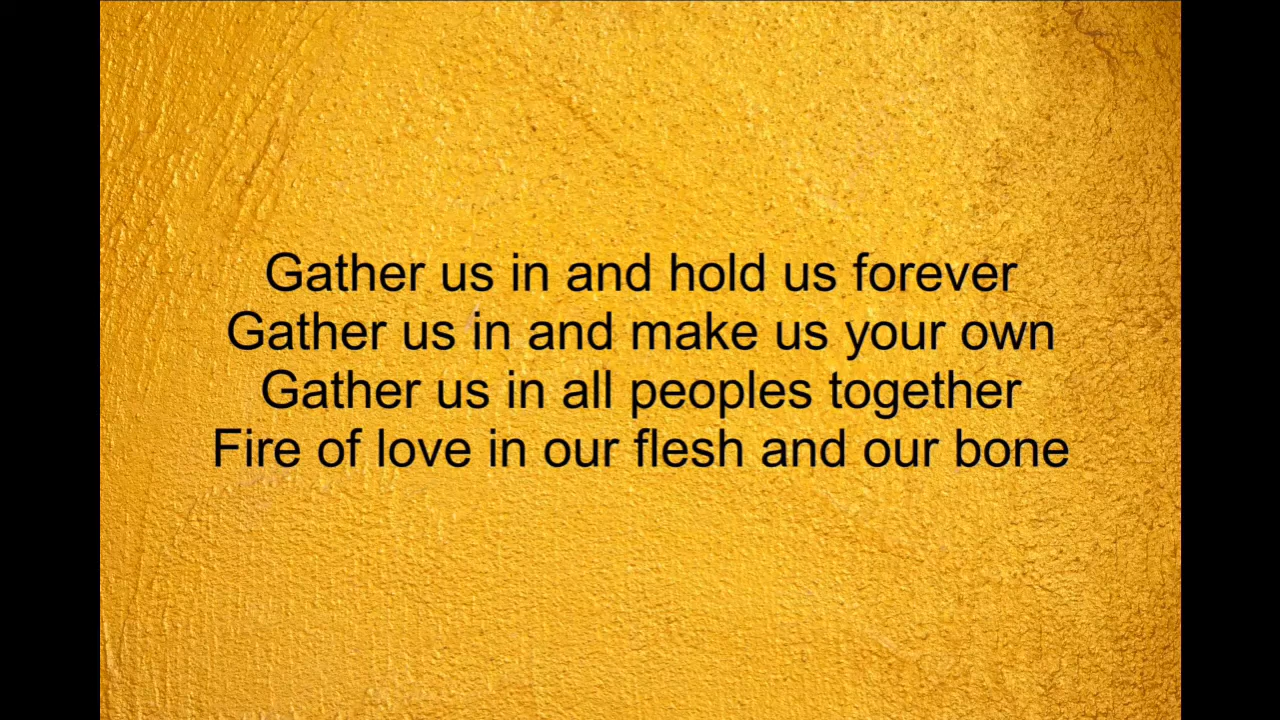 Gather us in and hold us forever
Gather us in and make us your own
Gather us in all peoples together
Fire of love in our flesh and our bone